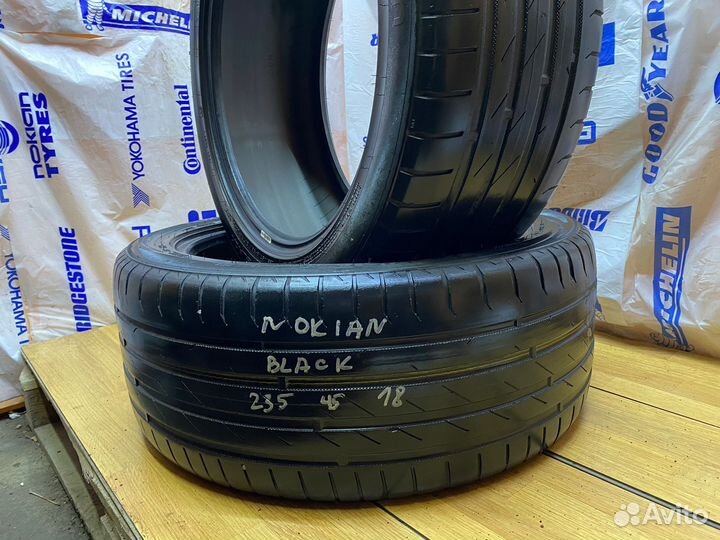 MICHELIN
NOKIAN TYRES
YOKOHAMA TIRES
Continental
GOODYEAR
BRIDGESTONE
MICHELIN
NOKIAN
BLACK
235 45 18
Avito